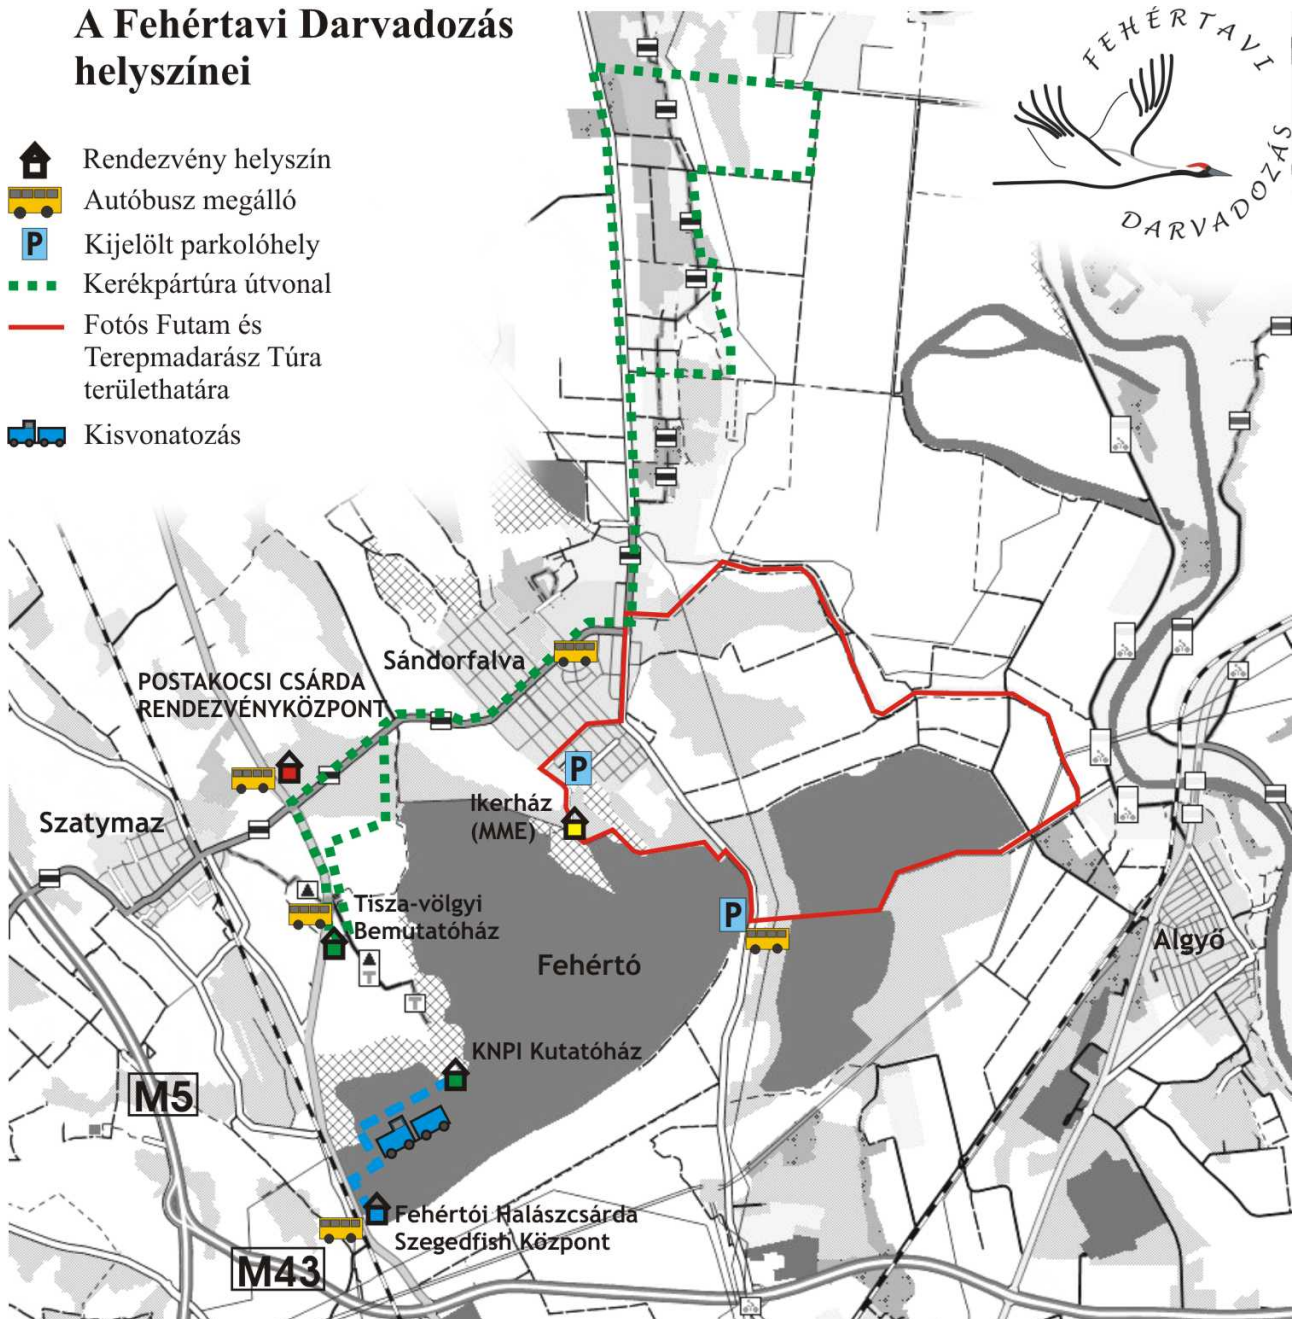 A Fehértavi Darvadozás
helyszínei
FEHÉRTAVI
DARVADOZÁS
Rendezvény helyszín
Autóbusz megálló
P
Kijelölt parkolóhely
Kerékpártúra útvonal
Fotós Futam és
Terepmadarász Túra
területhatára
Kisvonatozás
Sándorfalva
POSTAKOCSI CSÁRDA
RENDEZVÉNYKÖZPONT
P
Ikerház
(MME)
Szatymaz
Tisza-völgyi
Bemutatóház
P
Algyő
Fehértó
KNPI Kutatóház
M5
Fehértói Halászcsárda
Szegedfish Központ
M43